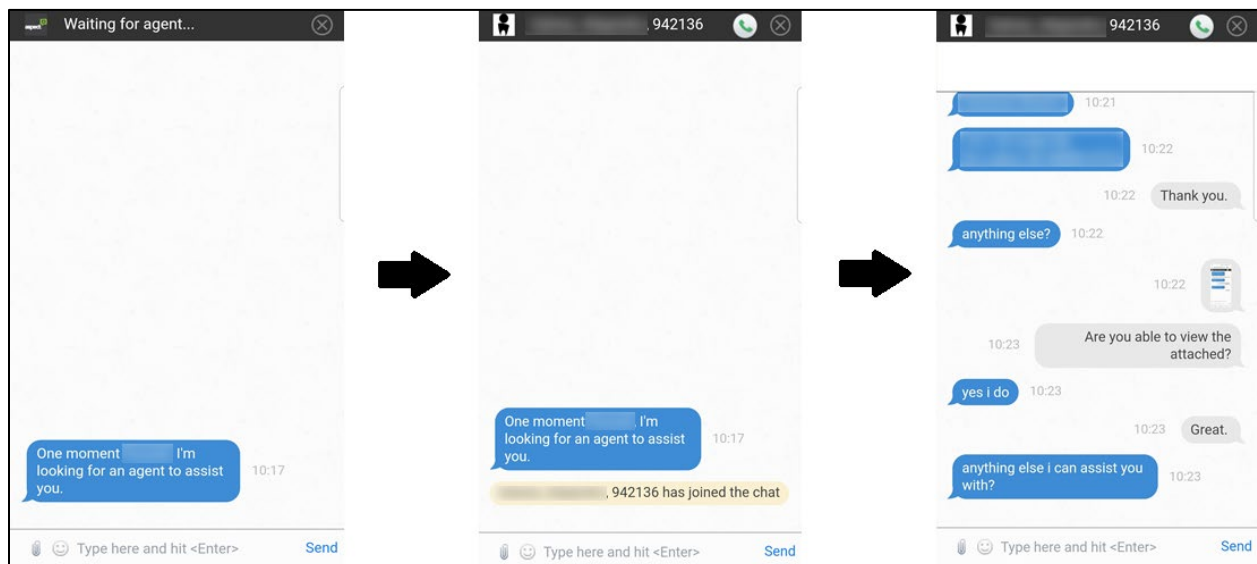 Waiting for agent...
One moment I'm
looking for an agent to assist
you.
10:17
Type here and hit <Enter>
Send
, 942136
One moment I'm
looking for an agent to assist
you.
10:17
, 942136 has joined the chat
Type here and hit <Enter>
Send
942136
10:21
10:22
10:22
Thank you.
anything else?
10:22
10:22
10:23
Are you able to view the
attached?
yes i do
10:23
10:23
Great.
anything else i can assist you
with?
10:23
Type here and hit <Enter>
Send